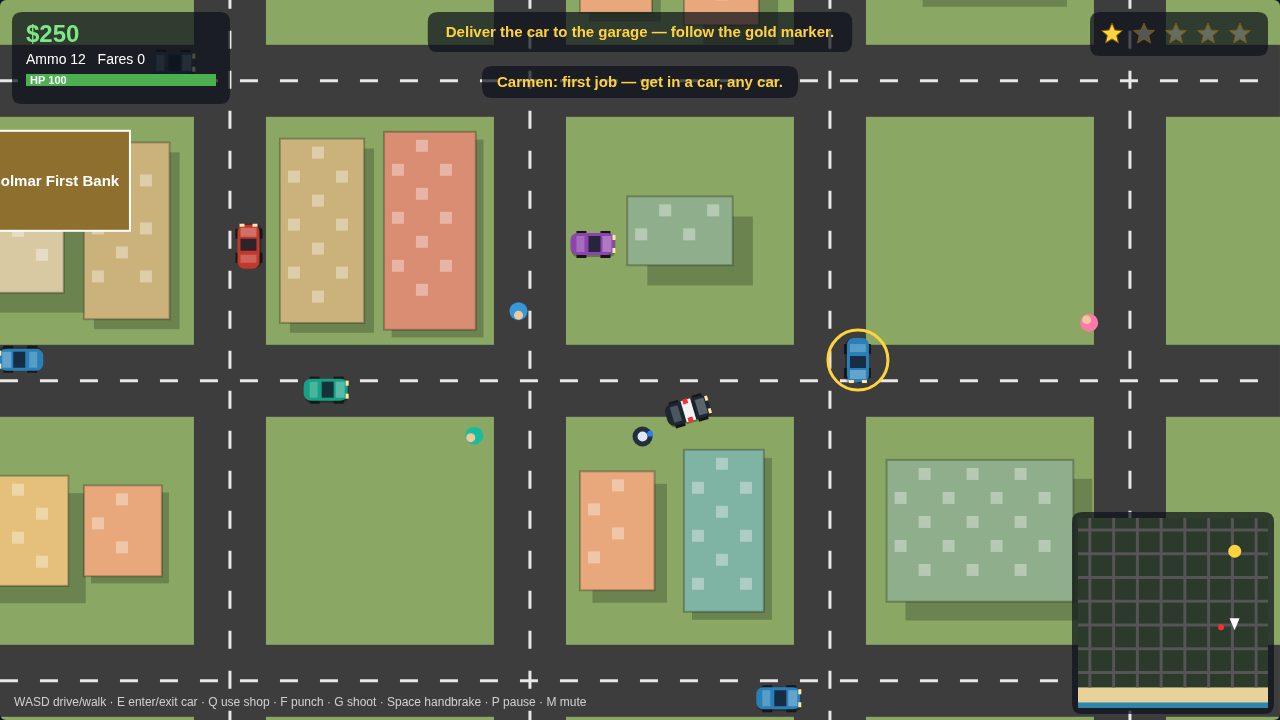 $250
Ammo 12 Fares 0
HP 100
Deliver the car to the garage — follow the gold marker.
Carmen: first job — get in a car, any car.
olmar First Bank
WASD drive/walk · E enter/exit car · Q use shop · F punch · G shoot · Space handbrake · P pause · M mute